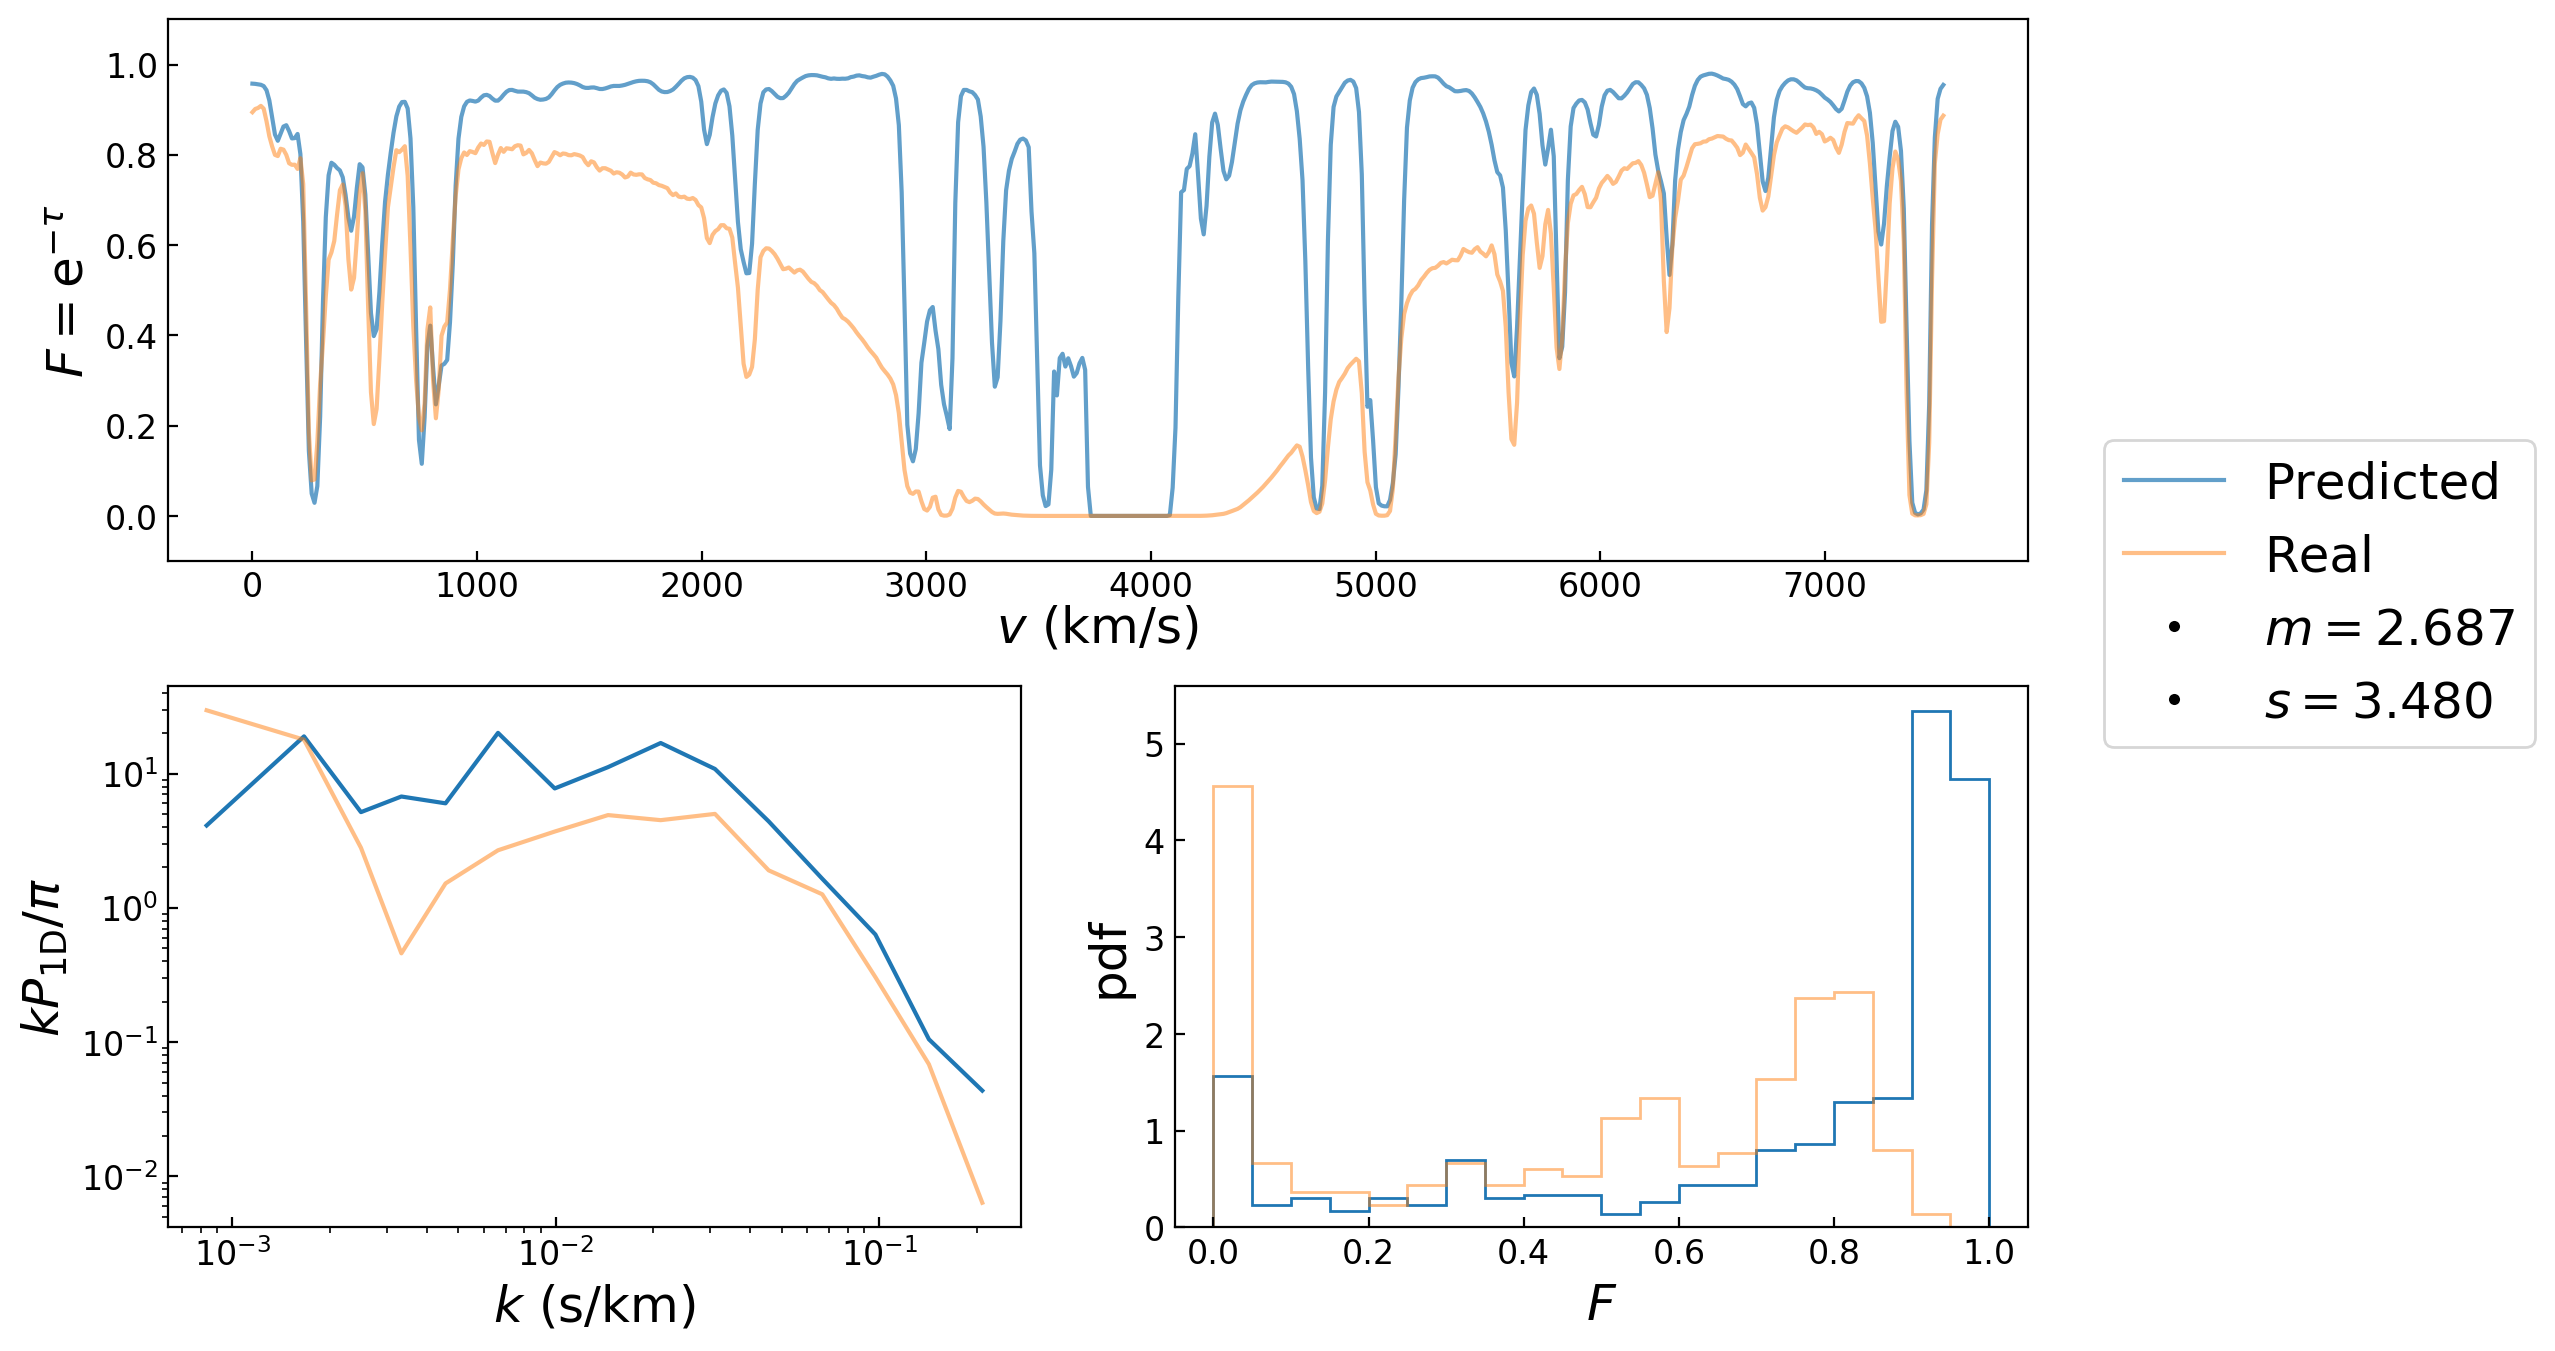 1.0
0.8
0.6
0.4
0.2
0.0
F = e^{−τ}
0 1000 2000 3000 4000 5000 6000 7000
v (km/s)
Predicted
Real
m = 2.687
s = 3.480
10^1
10^0
10^{−1}
10^{−2}
kP_{1D}/π
10^{−3} 10^{−2} 10^{−1}
k (s/km)
5
4
3
2
1
0
pdf
0.0 0.2 0.4 0.6 0.8 1.0
F